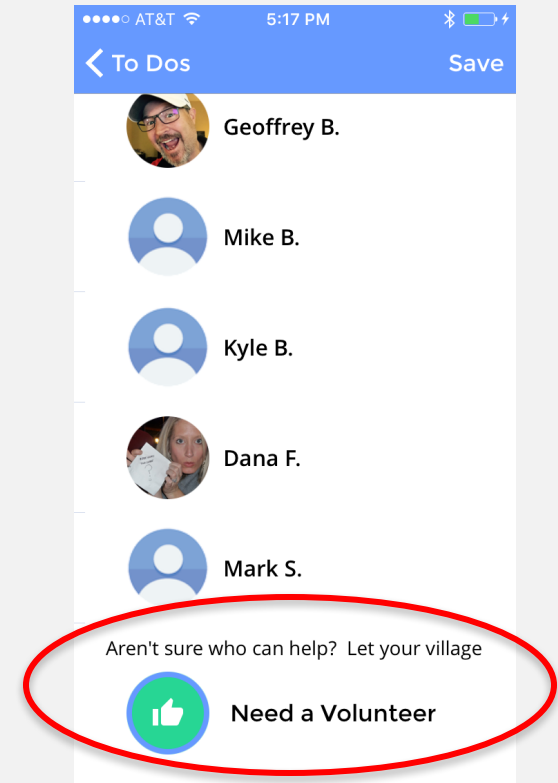 AT&T 5:17 PM
To Dos Save
Geoffrey B.
Mike B.
Kyle B.
Dana F.
Mark S.
Aren't sure who can help? Let your village
Need a Volunteer